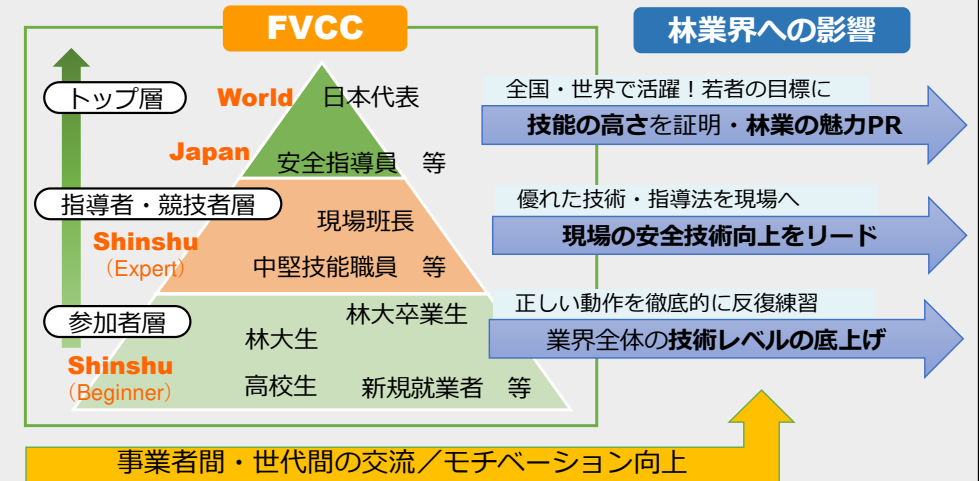 FVCC
林業界への影響
トップ層
World
日本代表
全国・世界で活躍！若者の目標に
技能の高さを証明・林業の魅力PR
Japan
安全指導員 等
指導者・競技者層
現場班長
優れた技術・指導法を現場へ
現場の安全技術向上をリード
Shinshu
（Expert）
中堅技能職員 等
参加者層
林大卒業生
林大生
正しい動作を徹底的に反復練習
業界全体の技術レベルの底上げ
Shinshu
（Beginner）
高校生
新規就業者 等
事業者間・世代間の交流／モチベーション向上